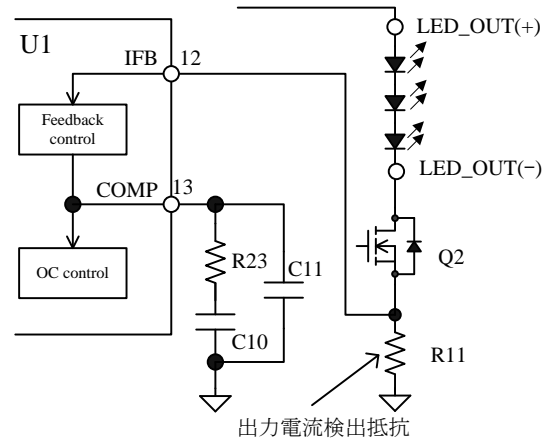 LED_OUT(+)
U1
IFB
12
Feedback
control
COMP
13
LED_OUT(−)
OC control
R23
C11
Q2
C10
R11
出力電流検出抵抗